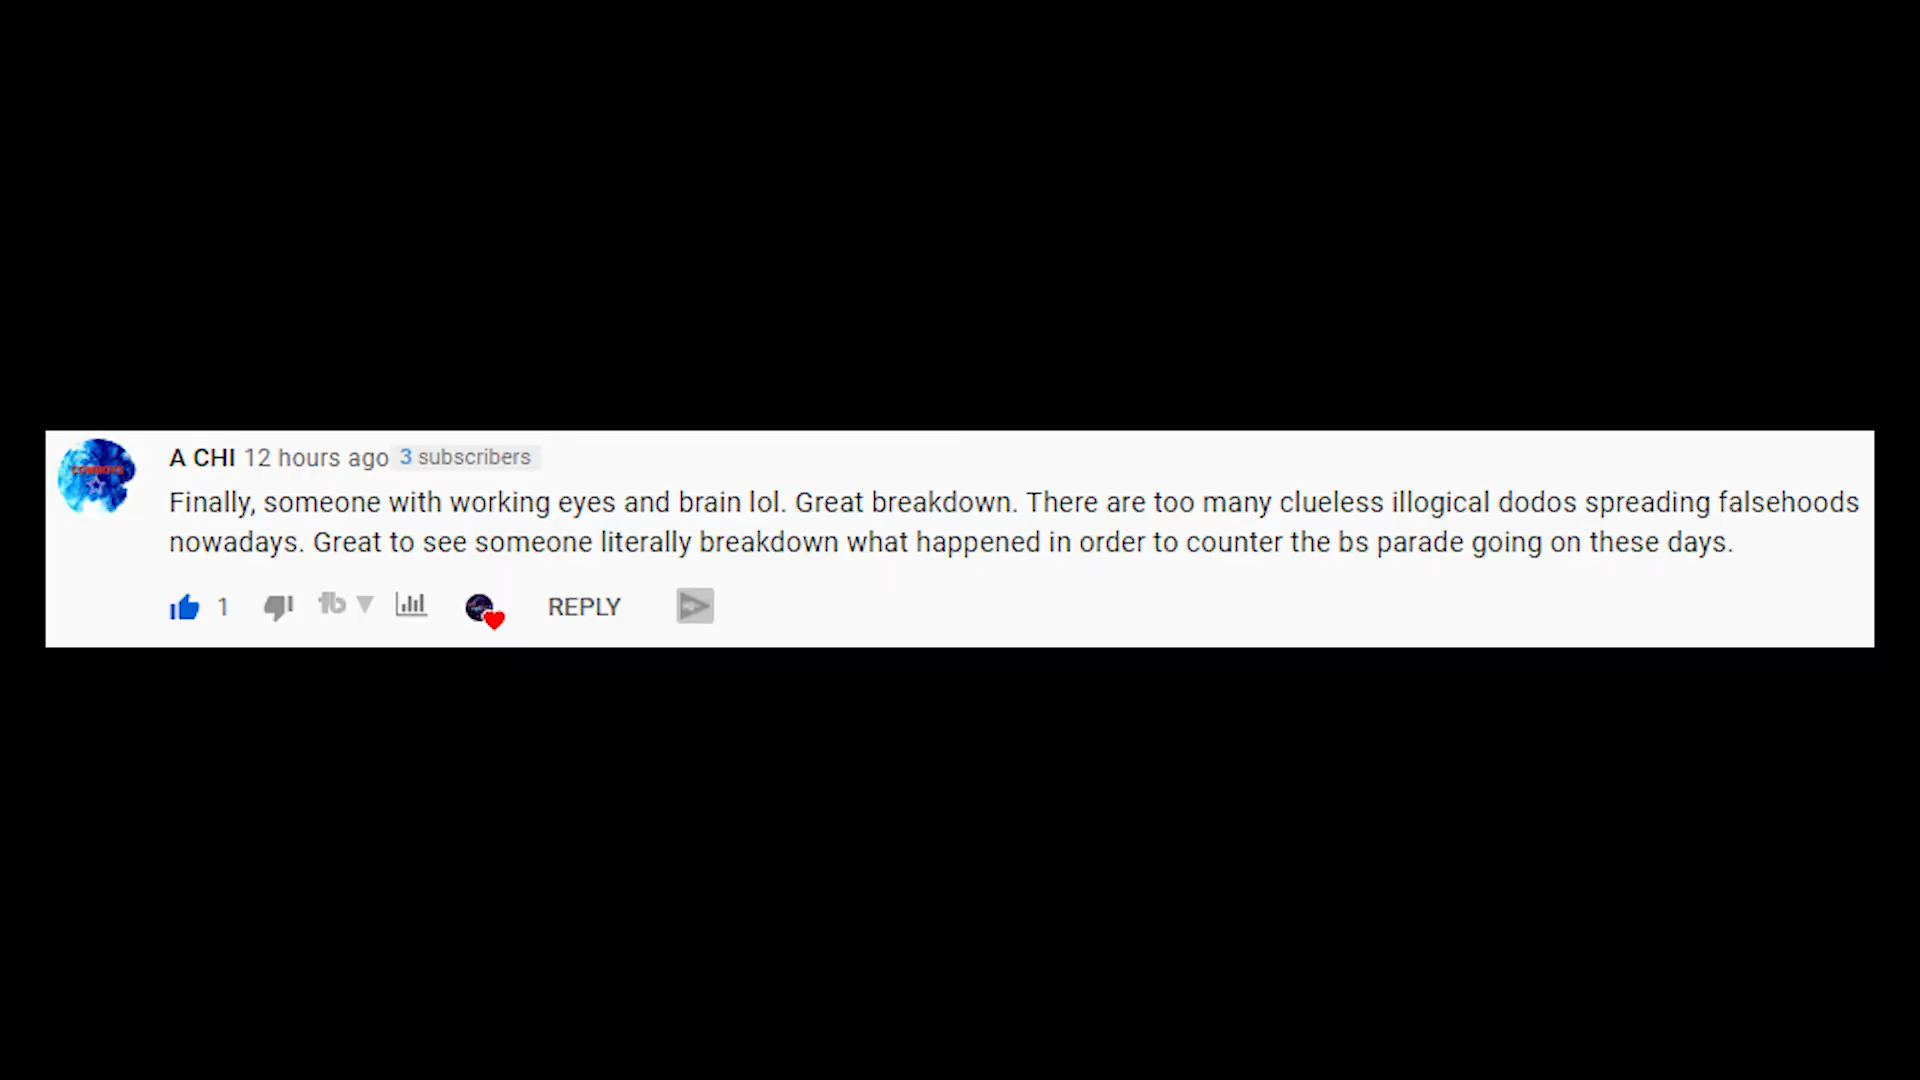 A CHI 12 hours ago 3 subscribers
Finally, someone with working eyes and brain lol. Great breakdown. There are too many clueless illogical dodos spreading falsehoods
nowadays. Great to see someone literally breakdown what happened in order to counter the bs parade going on these days.
1 tb REPLY